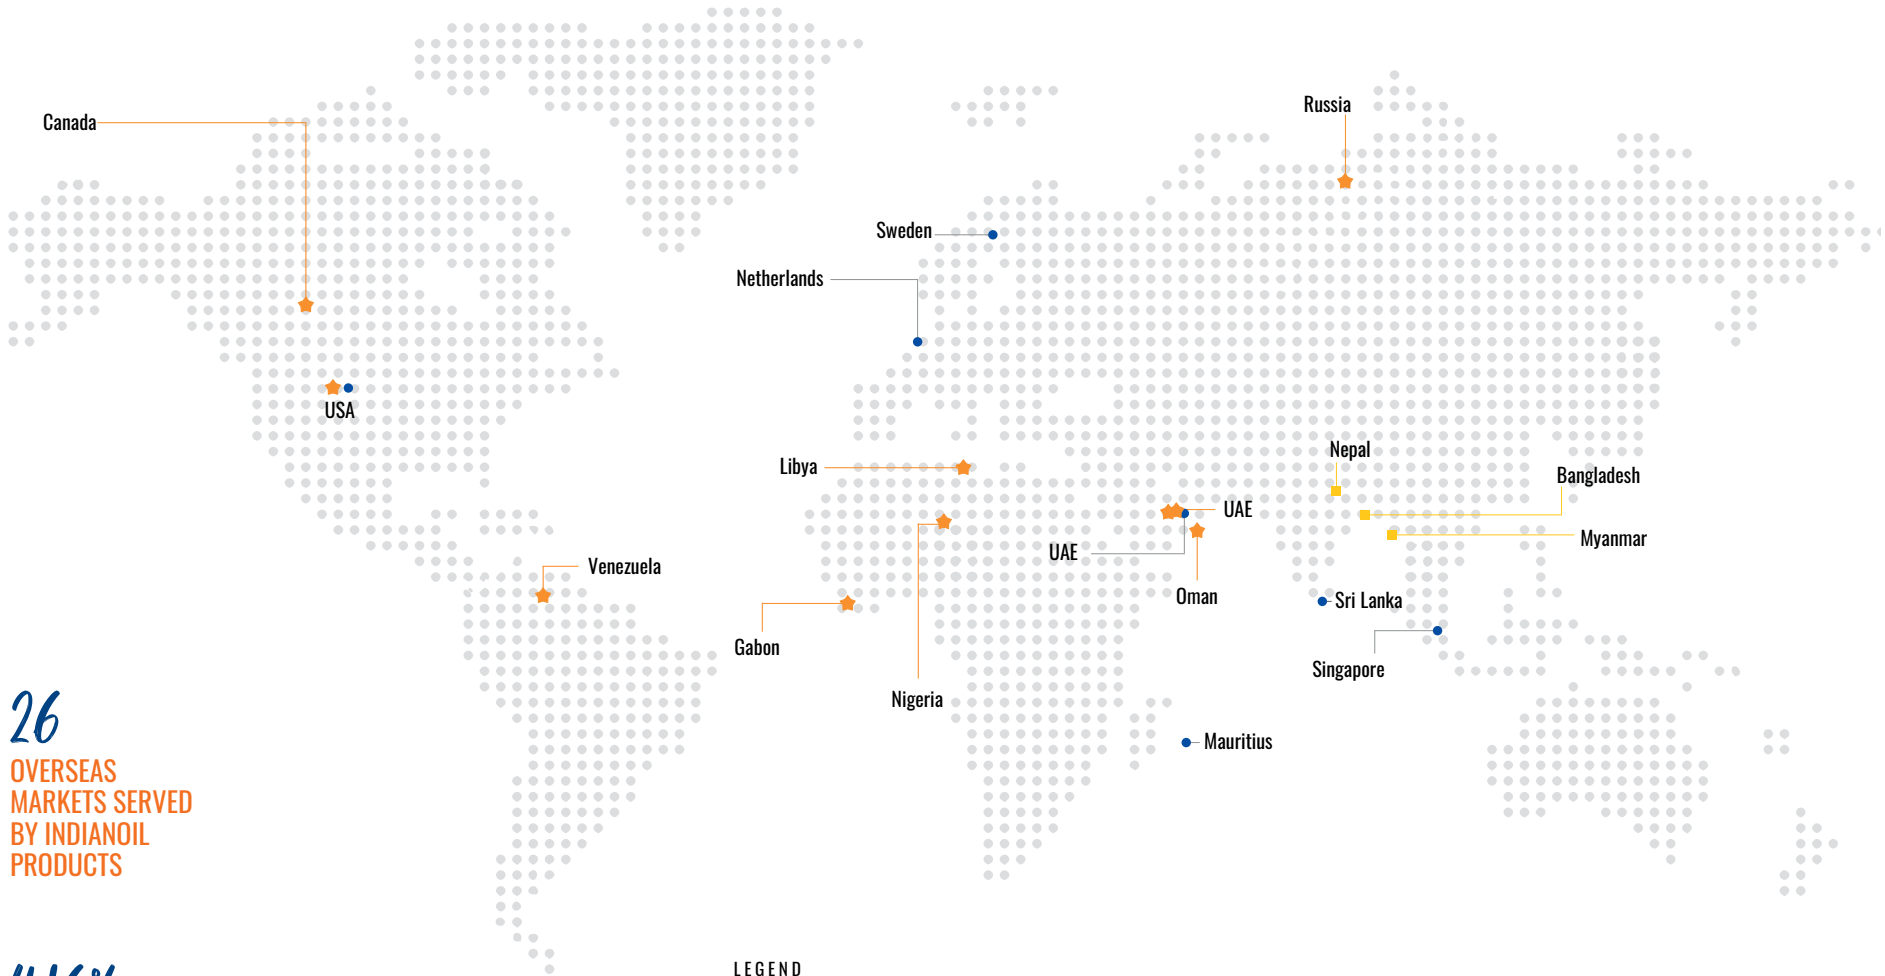 Canada
Russia
Sweden
Netherlands
USA
Nepal
Libya
Bangladesh
UAE
Myanmar
UAE
Venezuela
Oman
Sri Lanka
Gabon
Singapore
Nigeria
Mauritius
26
OVERSEAS
MARKETS SERVED
BY INDIANOIL
PRODUCTS
LEGEND